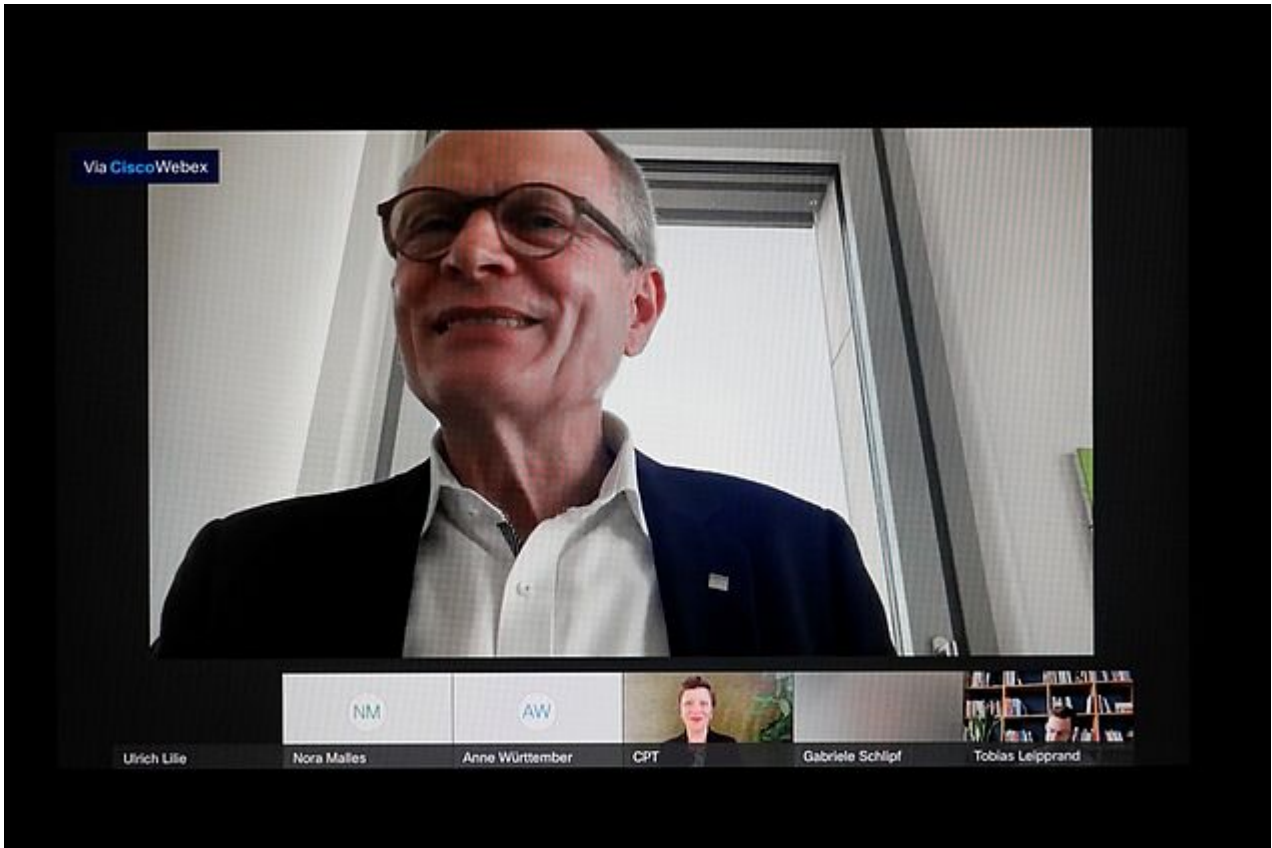 Via CiscoWebex
NM
AW
Ulrich Lilie
Nora Malles
Anne Württember
CPT
Gabriele Schlipf
Tobias Leipprand